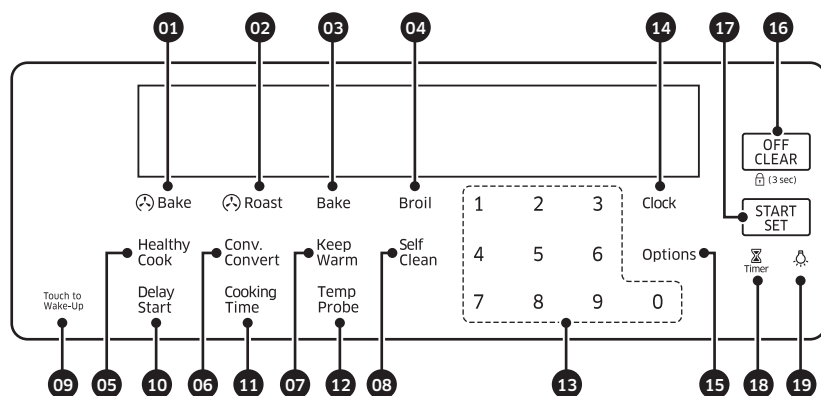 01 02 03 04 14 17 16
OFF
CLEAR
(3 sec)
Bake Roast Bake Broil 1 2 3 Clock
START
SET
Healthy
Cook
Conv.
Convert
Keep
Warm
Self
Clean
4 5 6 Options
Timer
Touch to
Wake-Up
Delay
Start
Cooking
Time
Temp
Probe
7 8 9 0
09 05 10 06 11 07 12 08 13 15 18 19